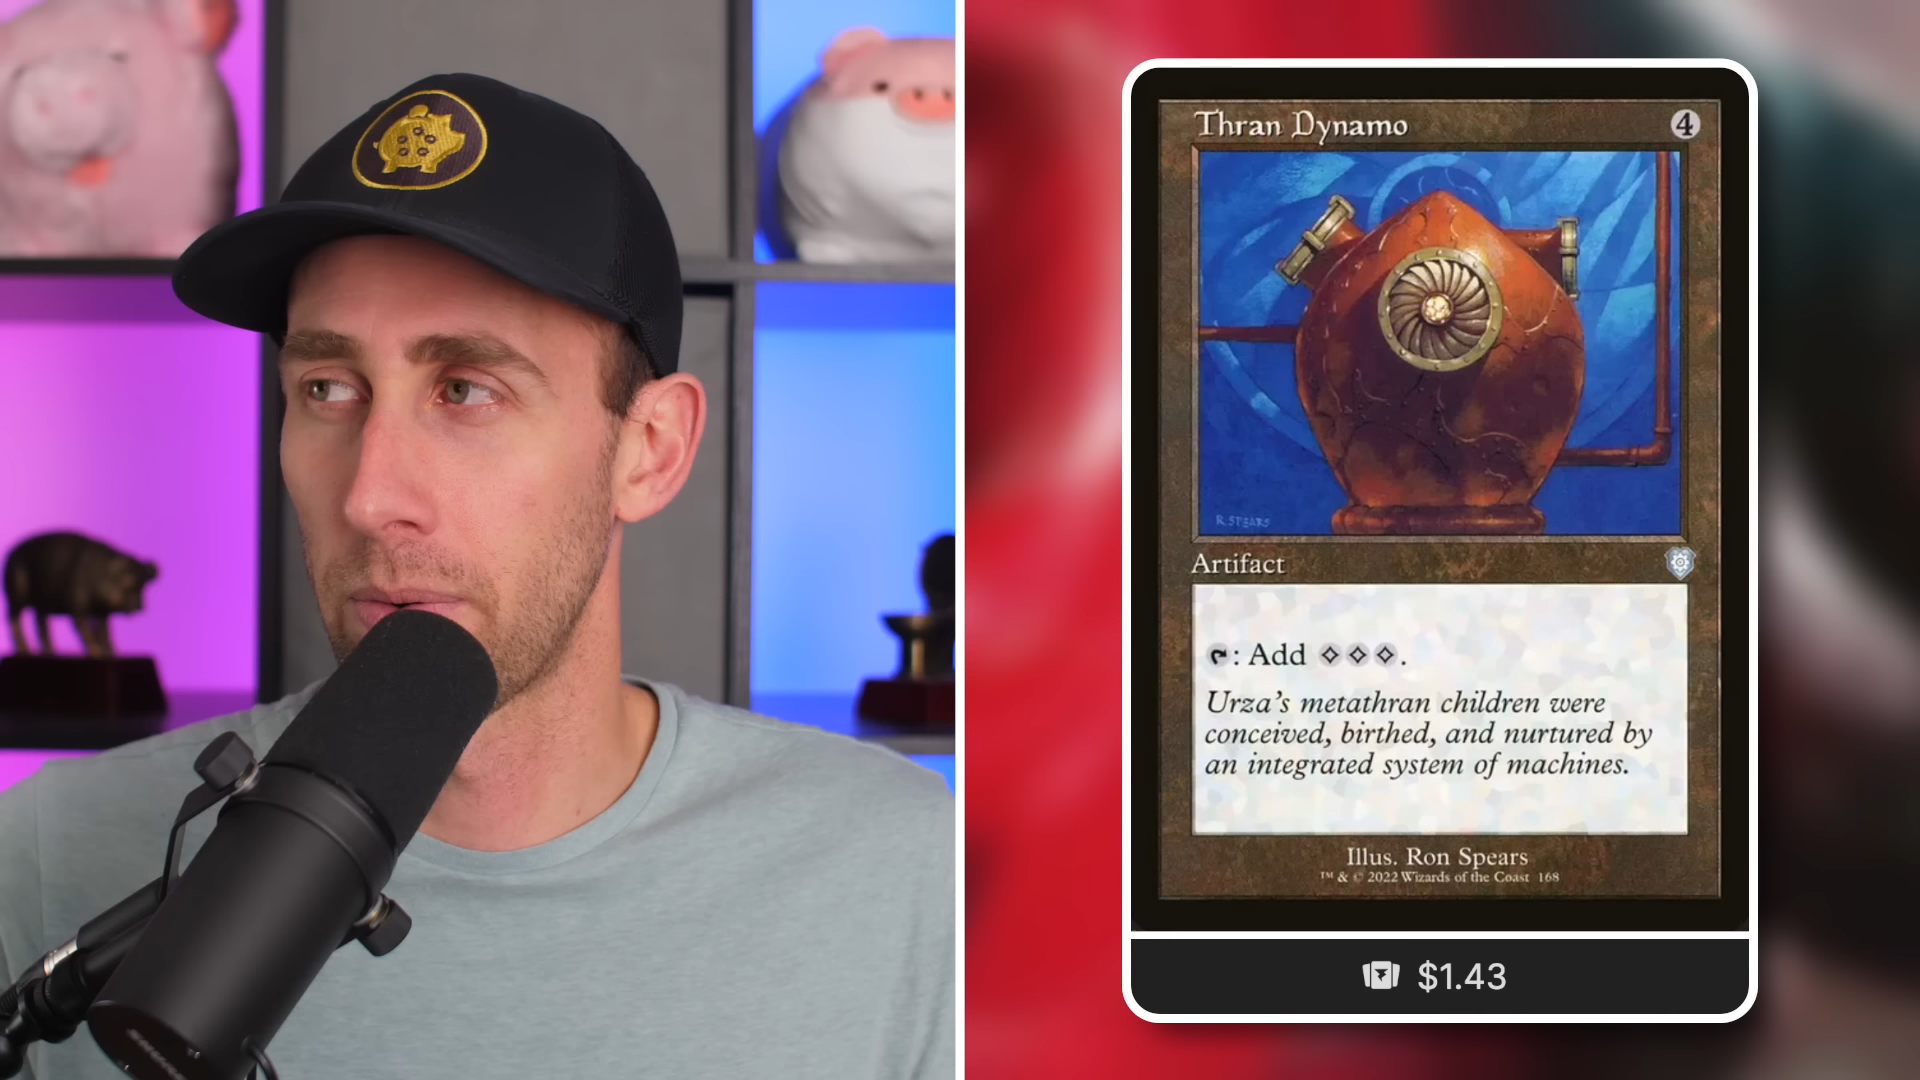 Thran Dynamo
4
R. STEARS
Artifact
: Add .
Urza's metathran children were
conceived, birthed, and nurtured by
an integrated system of machines.
Illus. Ron Spears
™ & © 2022 Wizards of the Coast 168
$1.43